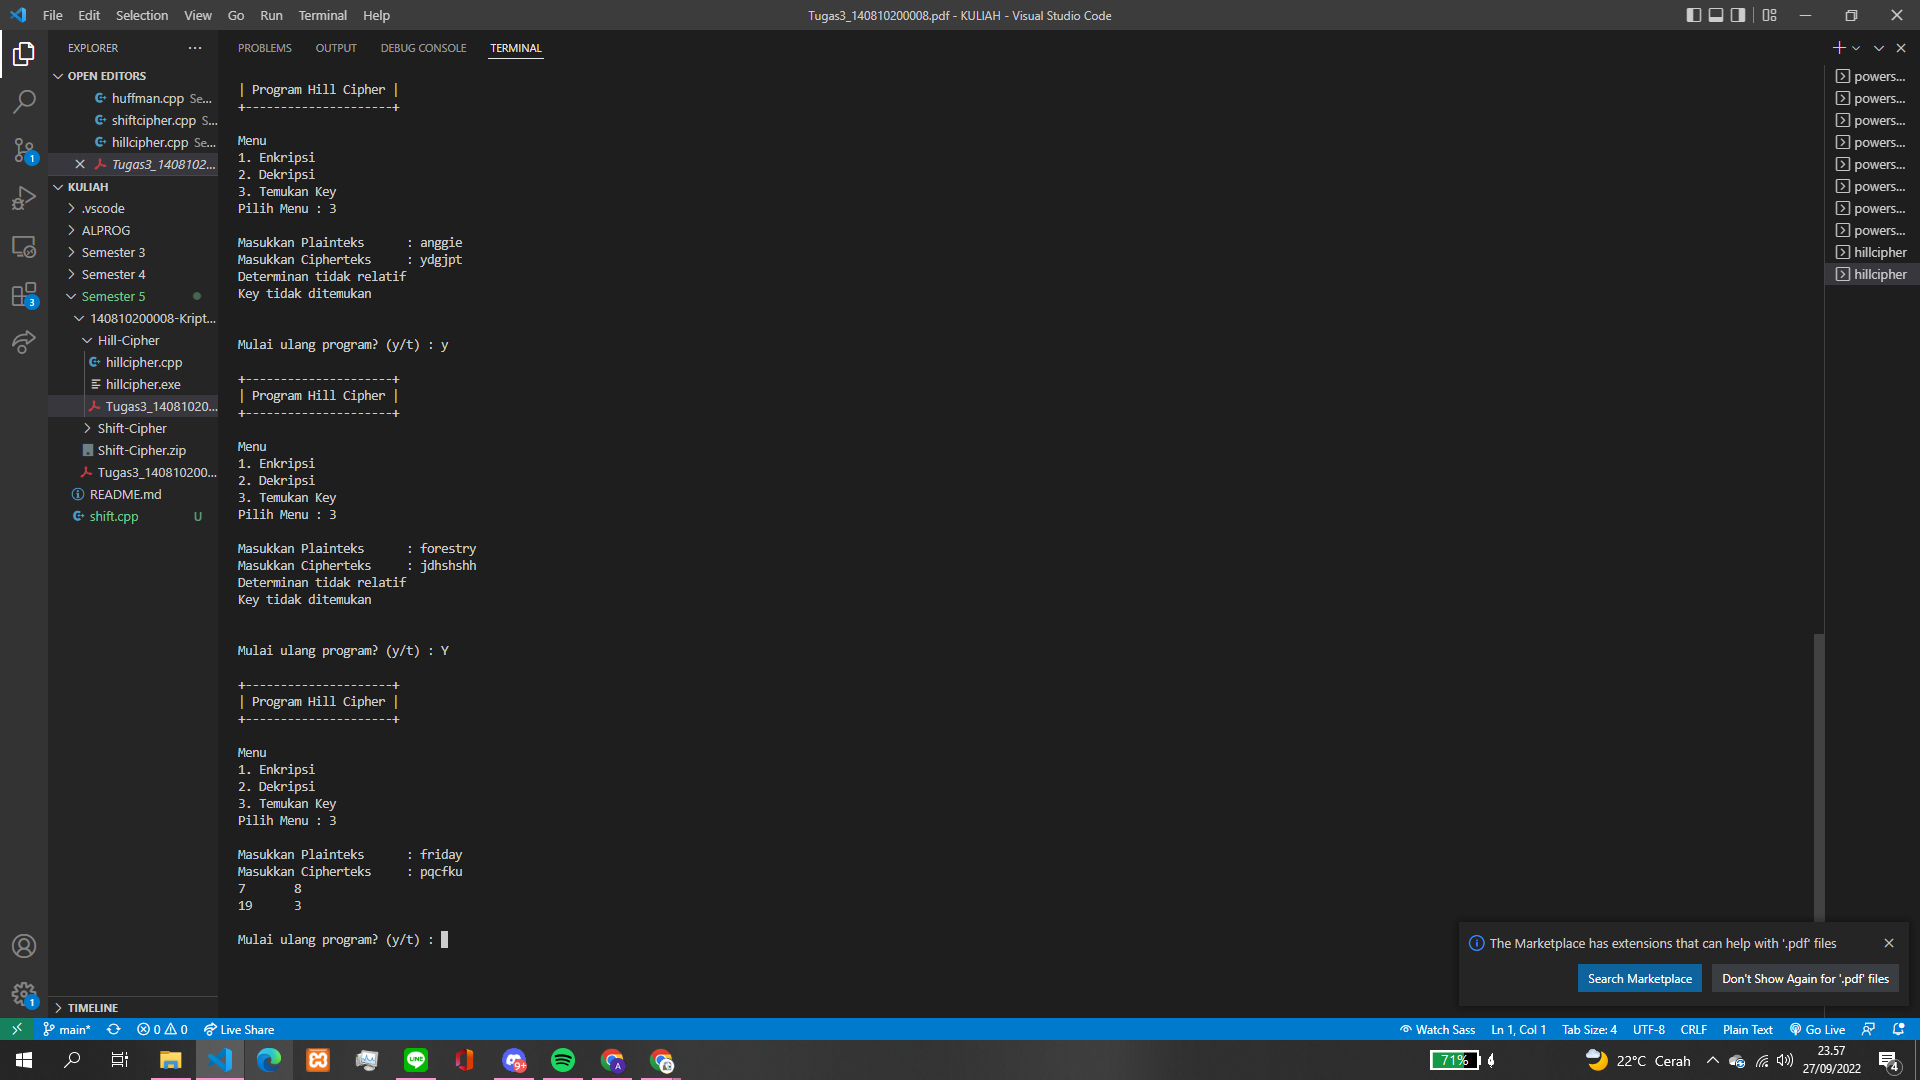 File Edit Selection View Go Run Terminal Help
Tugas3_140810200008.pdf - KULIAH - Visual Studio Code
EXPLORER
OPEN EDITORS
huffman.cpp Se...
shiftcipher.cpp S...
hillcipher.cpp Se...
Tugas3_1408102...
KULIAH
.vscode
ALPROG
Semester 3
Semester 4
Semester 5
140810200008-Kript...
Hill-Cipher
hillcipher.cpp
hillcipher.exe
Tugas3_14081020...
Shift-Cipher
Shift-Cipher.zip
Tugas3_140810200...
README.md
shift.cpp U
TIMELINE
1
3
1
PROBLEMS OUTPUT DEBUG CONSOLE TERMINAL
| Program Hill Cipher |
+---------------------+
Menu
1. Enkripsi
2. Dekripsi
3. Temukan Key
Pilih Menu : 3
Masukkan Plainteks : anggie
Masukkan Cipherteks : ydgjpt
Determinan tidak relatif
Key tidak ditemukan
Mulai ulang program? (y/t) : y
+---------------------+
| Program Hill Cipher |
+---------------------+
Menu
1. Enkripsi
2. Dekripsi
3. Temukan Key
Pilih Menu : 3
Masukkan Plainteks : forestry
Masukkan Cipherteks : jdhshshh
Determinan tidak relatif
Key tidak ditemukan
Mulai ulang program? (y/t) : Y
+---------------------+
| Program Hill Cipher |
+---------------------+
Menu
1. Enkripsi
2. Dekripsi
3. Temukan Key
Pilih Menu : 3
Masukkan Plainteks : friday
Masukkan Cipherteks : pqcfku
7 8
19 3
Mulai ulang program? (y/t) :
powers...
powers...
powers...
powers...
powers...
powers...
powers...
powers...
hillcipher
hillcipher
The Marketplace has extensions that can help with '.pdf' files
Search Marketplace
Don't Show Again for '.pdf' files
main* 0 0 Live Share
Watch Sass Ln 1, Col 1 Tab Size: 4 UTF-8 CRLF Plain Text Go Live
LINE
9+
A
71%
22°C Cerah
23.57
27/09/2022
4